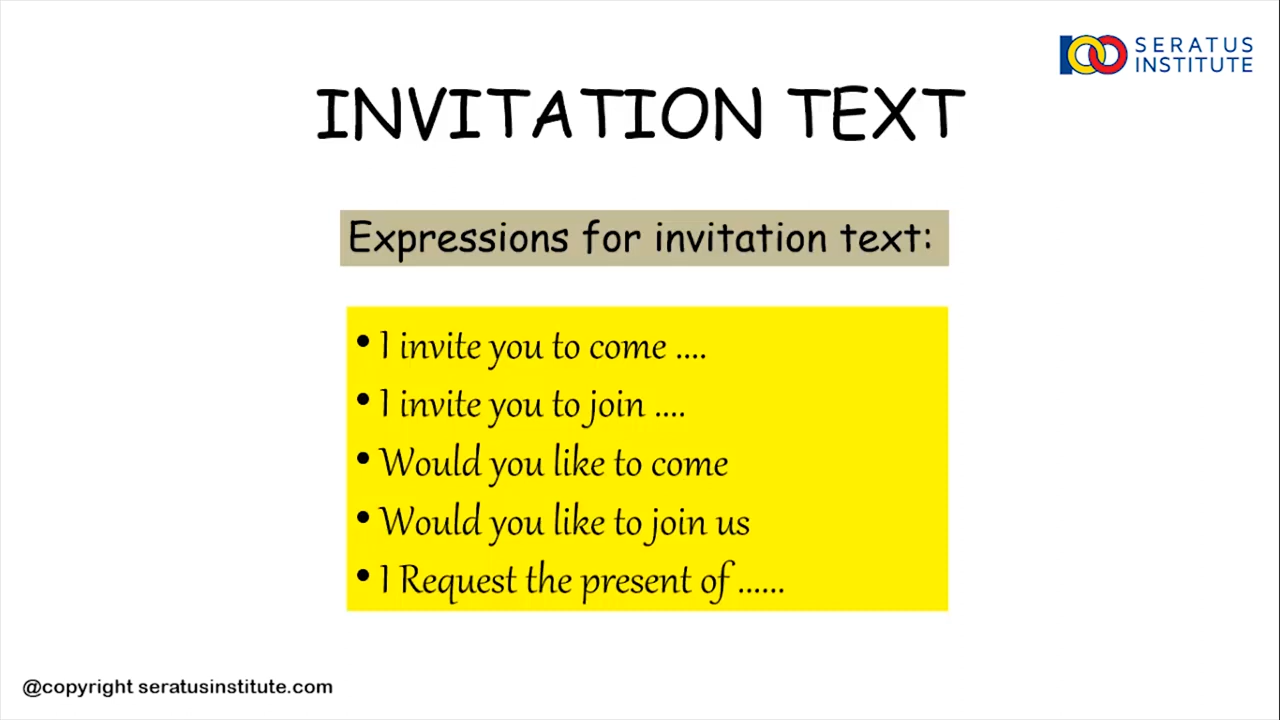 SERATUS
INSTITUTE
INVITATION TEXT
Expressions for invitation text:
• I invite you to come ....
• I invite you to join ....
• Would you like to come
• Would you like to join us
• I Request the present of ......
@copyright seratusinstitute.com